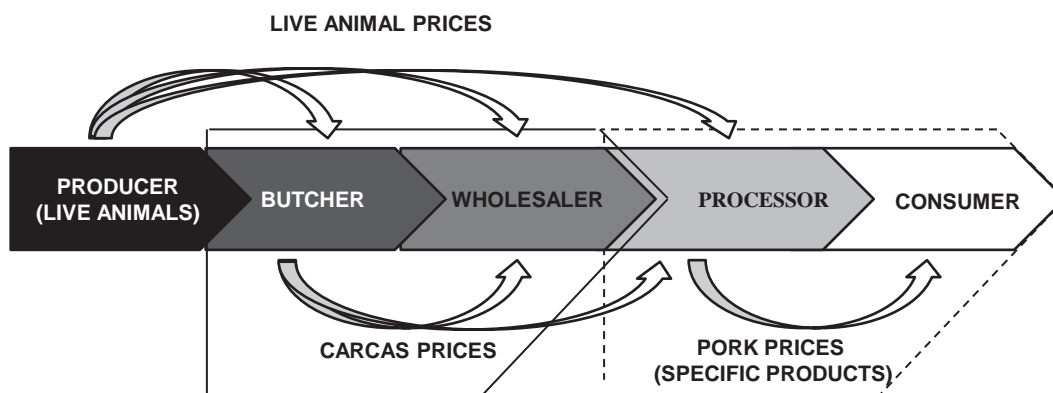 LIVE ANIMAL PRICES
PRODUCER
(LIVE ANIMALS)
BUTCHER
WHOLESALER
PROCESSOR
CONSUMER
CARCAS PRICES
PORK PRICES
(SPECIFIC PRODUCTS)